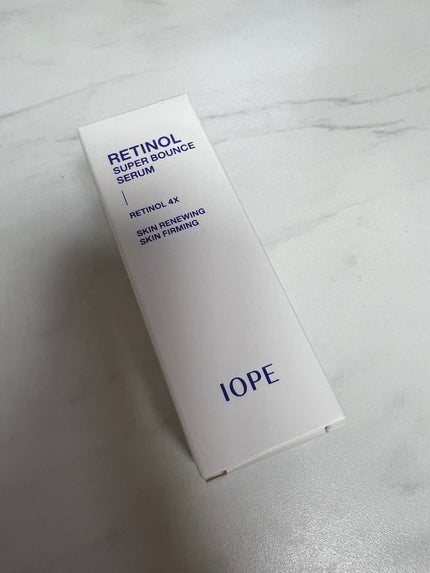 RETINOL
SUPER BOUNCE
SERUM
RETINOL 4X
SKIN RENEWING
SKIN FIRMING
IOPE